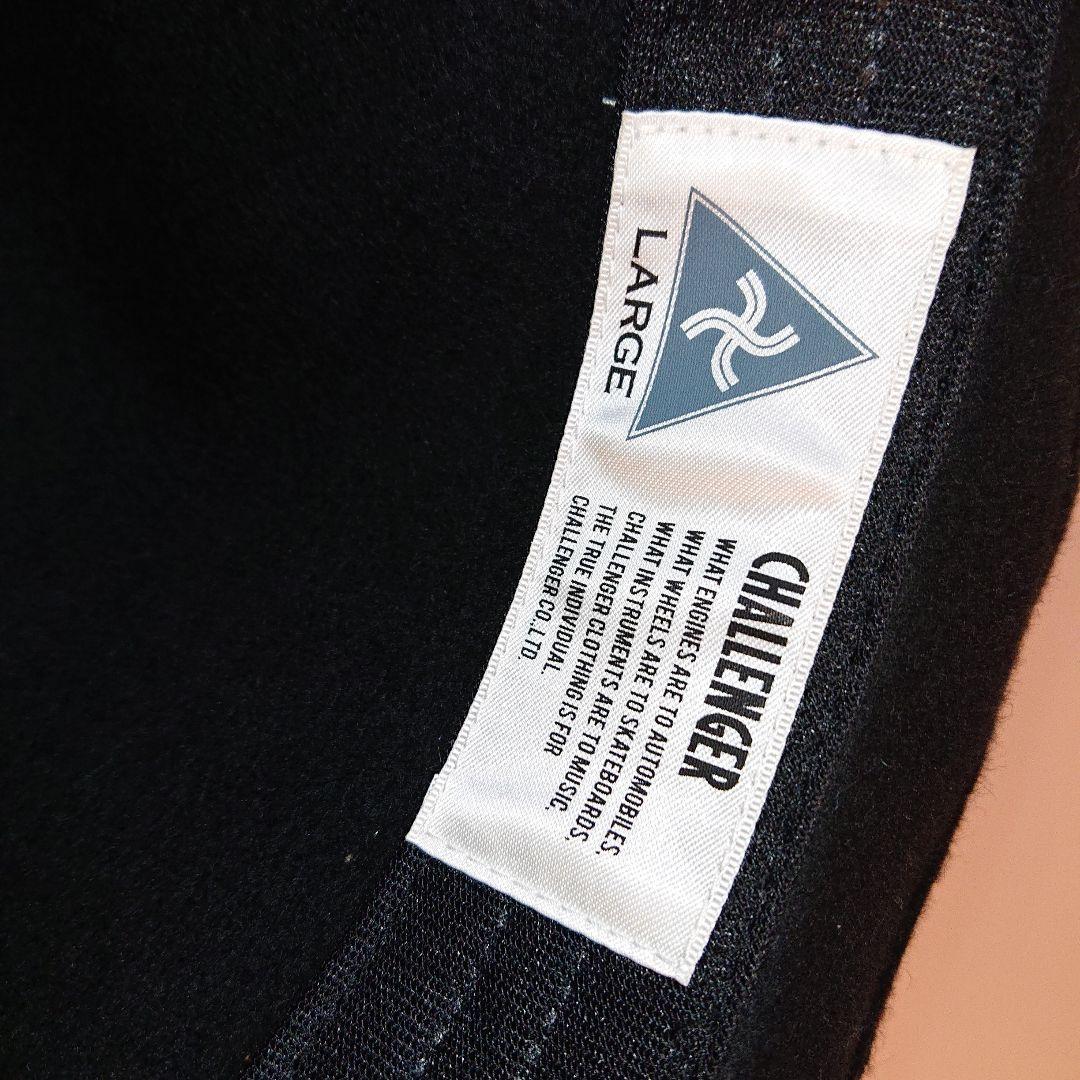 LARGE
CHALLENGER
WHAT ENGINES ARE TO AUTOMOBILES,
WHAT WHEELS ARE TO SKATEBOARDS,
WHAT INSTRUMENTS ARE TO MUSIC,
CHALLENGER CLOTHING IS FOR
THE TRUE INDIVIDUAL.
CHALLENGER CO.LTD.